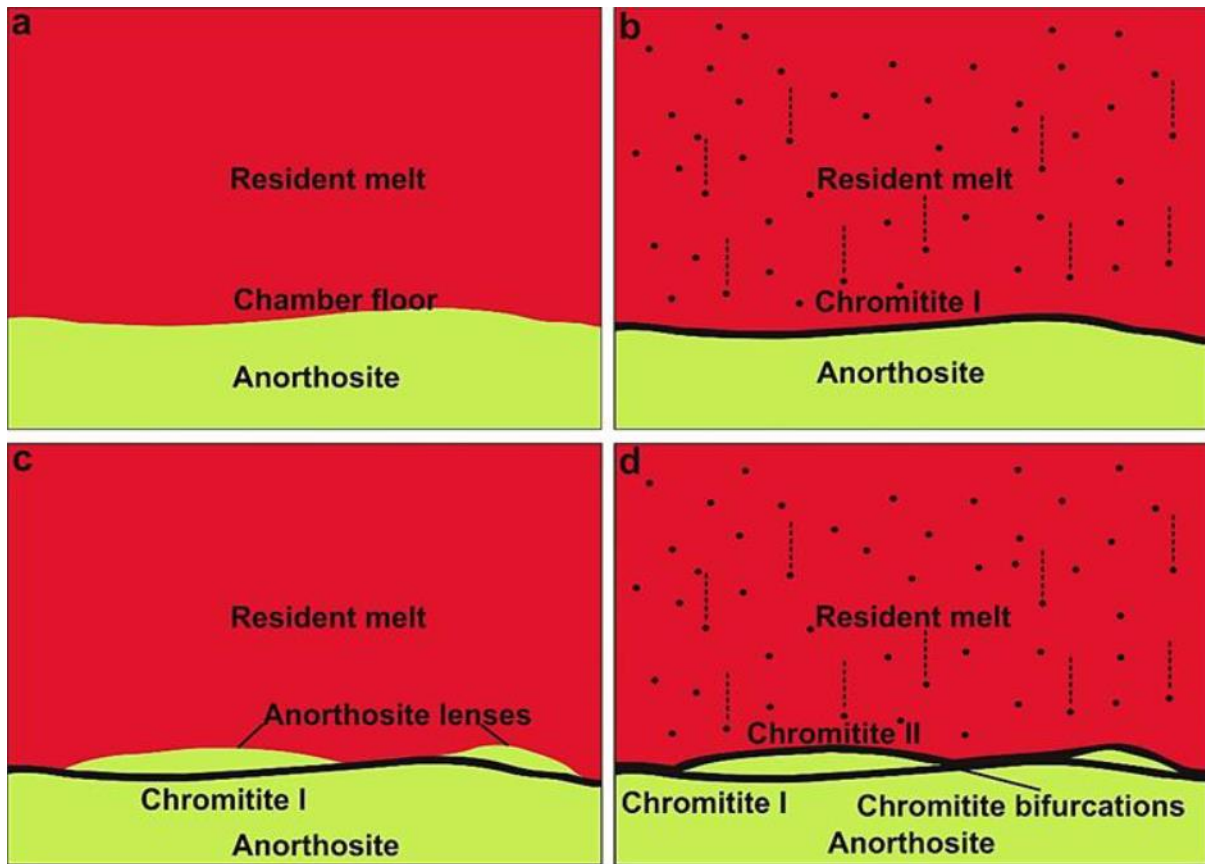 a
Resident melt
Chamber floor
Anorthosite
b
Resident melt
Chromitite I
Anorthosite
c
Resident melt
Anorthosite lenses
Chromitite I
Anorthosite
d
Resident melt
Chromitite II
Chromitite I
Chromitite bifurcations
Anorthosite